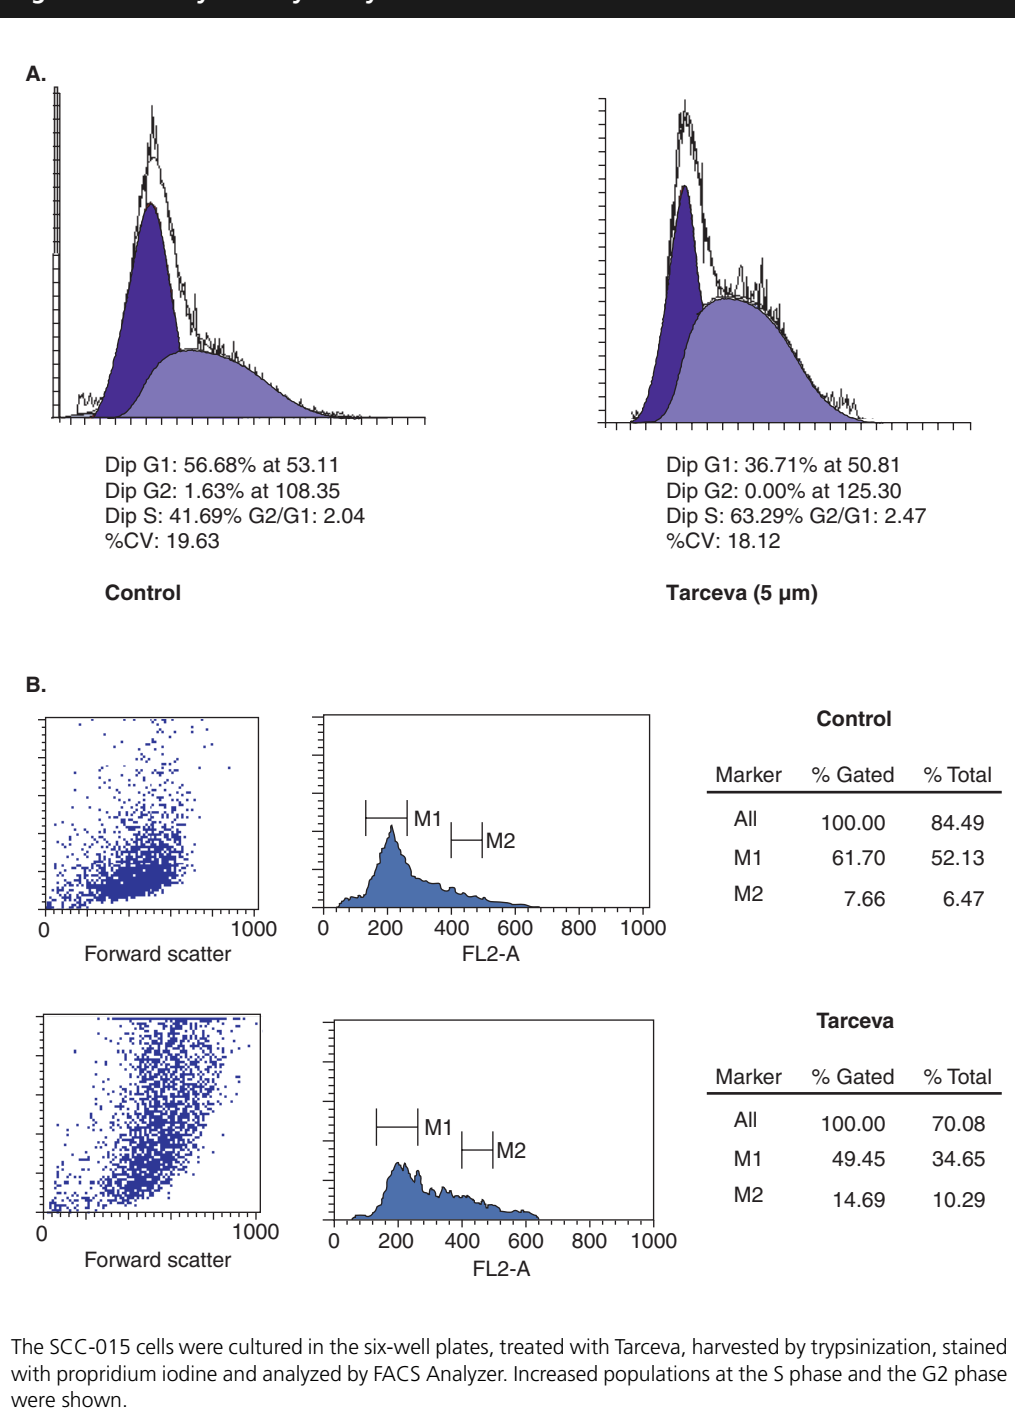 A.
Dip G1: 56.68% at 53.11
Dip G2: 1.63% at 108.35
Dip S: 41.69% G2/G1: 2.04
%CV: 19.63
Control
Dip G1: 36.71% at 50.81
Dip G2: 0.00% at 125.30
Dip S: 63.29% G2/G1: 2.47
%CV: 18.12
Tarceva (5 μm)
B.
0 1000
Forward scatter
M1
M2
0 200 400 600 800 1000
FL2-A
Control
Marker % Gated % Total
All 100.00 84.49
M1 61.70 52.13
M2 7.66 6.47
0 1000
Forward scatter
M1
M2
0 200 400 600 800 1000
FL2-A
Tarceva
Marker % Gated % Total
All 100.00 70.08
M1 49.45 34.65
M2 14.69 10.29
The SCC-015 cells were cultured in the six-well plates, treated with Tarceva, harvested by trypsinization, stained
with propridium iodine and analyzed by FACS Analyzer. Increased populations at the S phase and the G2 phase
were shown.